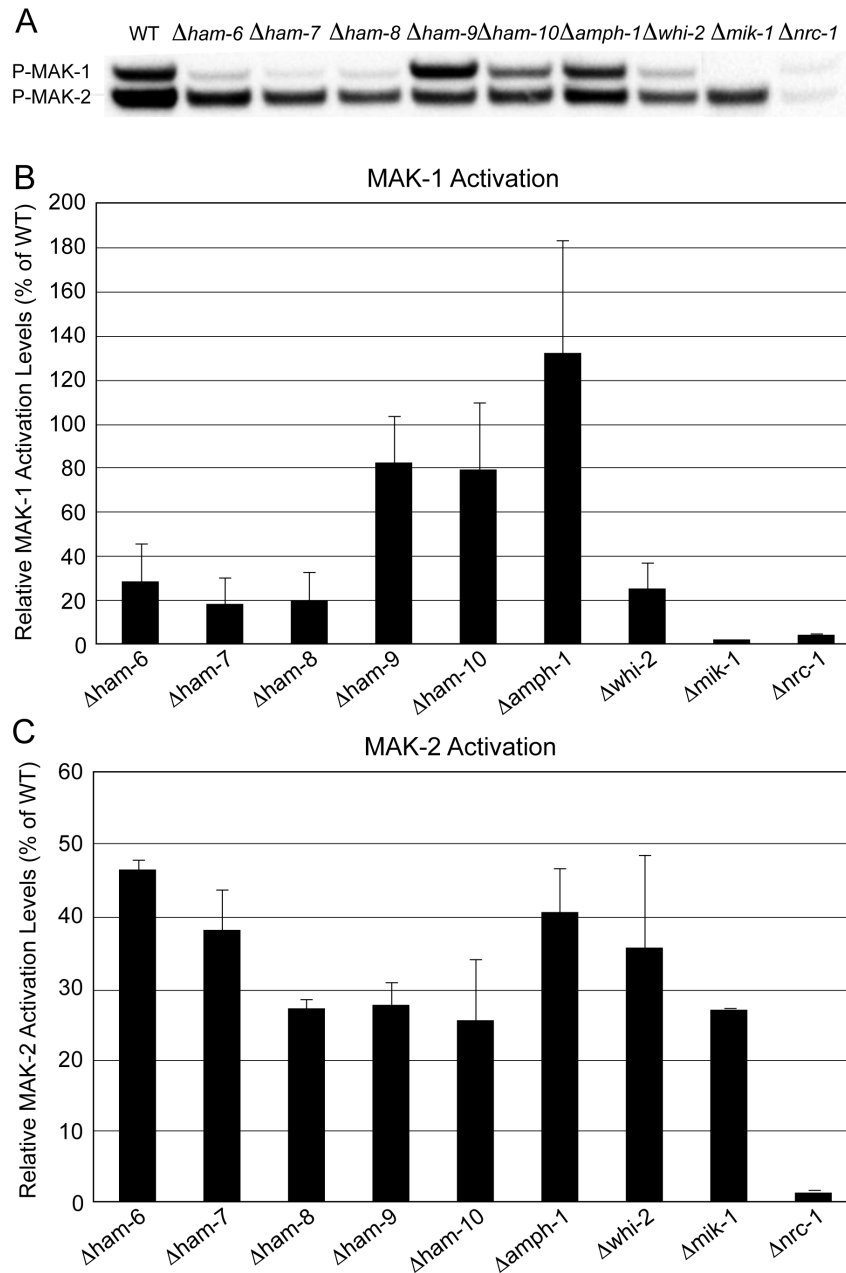 A
WT Δham-6 Δham-7 Δham-8 Δham-9 Δham-10 Δamph-1 Δwhi-2 Δmik-1 Δnrc-1
P-MAK-1
P-MAK-2
B
MAK-1 Activation
Relative MAK-1 Activation Levels (% of WT)
200
180
160
140
120
100
80
60
40
20
0
Δham-6 Δham-7 Δham-8 Δham-9 Δham-10 Δamph-1 Δwhi-2 Δmik-1 Δnrc-1
C
MAK-2 Activation
Relative MAK-2 Activation Levels (% of WT)
60
50
40
30
20
10
0
Δham-6 Δham-7 Δham-8 Δham-9 Δham-10 Δamph-1 Δwhi-2 Δmik-1 Δnrc-1